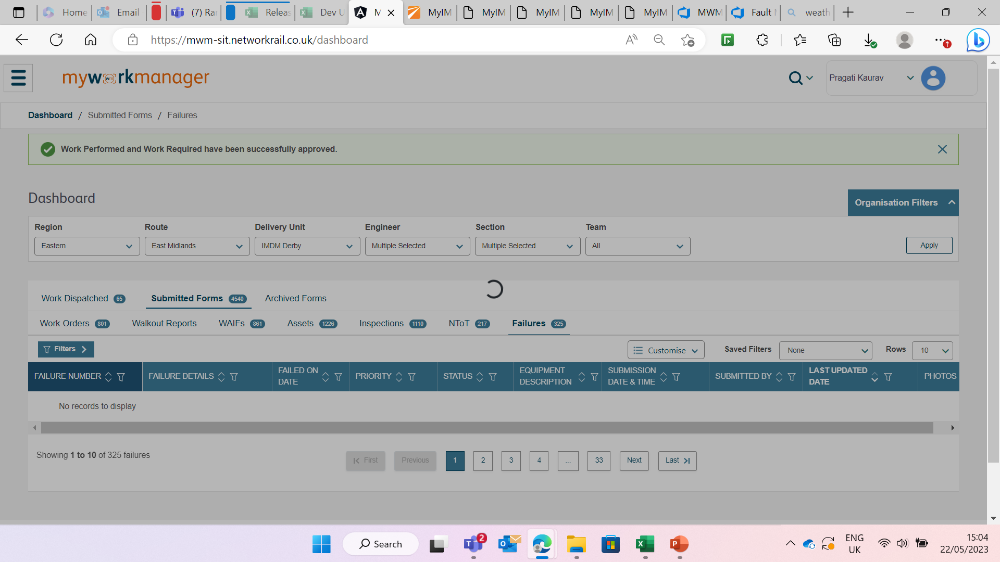 Home
Email
(7) Ra
Releas
Dev U
M
MyIM
MyIM
MyIM
MyIM
MyIM
MWM
Fault
weath
https://mwm-sit.networkrail.co.uk/dashboard
myworkmanager
Pragati Kaurav
Dashboard / Submitted Forms / Failures
Work Performed and Work Required have been successfully approved.
Dashboard
Organisation Filters
Region Route Delivery Unit Engineer Section Team
Eastern East Midlands IMDM Derby Multiple Selected Multiple Selected All Apply
Work Dispatched 65 Submitted Forms 4540 Archived Forms
Work Orders 801 Walkout Reports WAIFs 861 Assets 1226 Inspections 1110 NToT 217 Failures 325
Filters Customise Saved Filters None Rows 10
FAILURE NUMBER
FAILURE DETAILS
FAILED ON
DATE
PRIORITY
STATUS
EQUIPMENT
DESCRIPTION
SUBMISSION
DATE & TIME
SUBMITTED BY
LAST UPDATED
DATE
PHOTOS
No records to display
Showing 1 to 10 of 325 failures
First Previous 1 2 3 4 ... 33 Next Last
Search
2
ENG
UK
15:04
22/05/2023